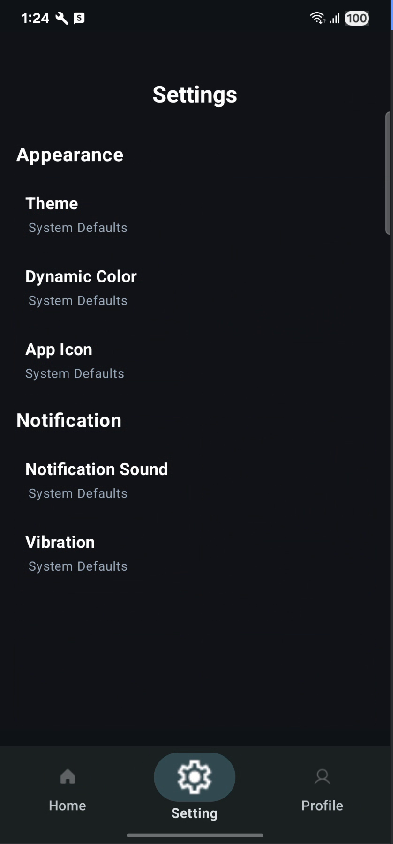 1:24
100
Settings
Appearance
Theme
System Defaults
Dynamic Color
System Defaults
App Icon
System Defaults
Notification
Notification Sound
System Defaults
Vibration
System Defaults
Home
Setting
Profile